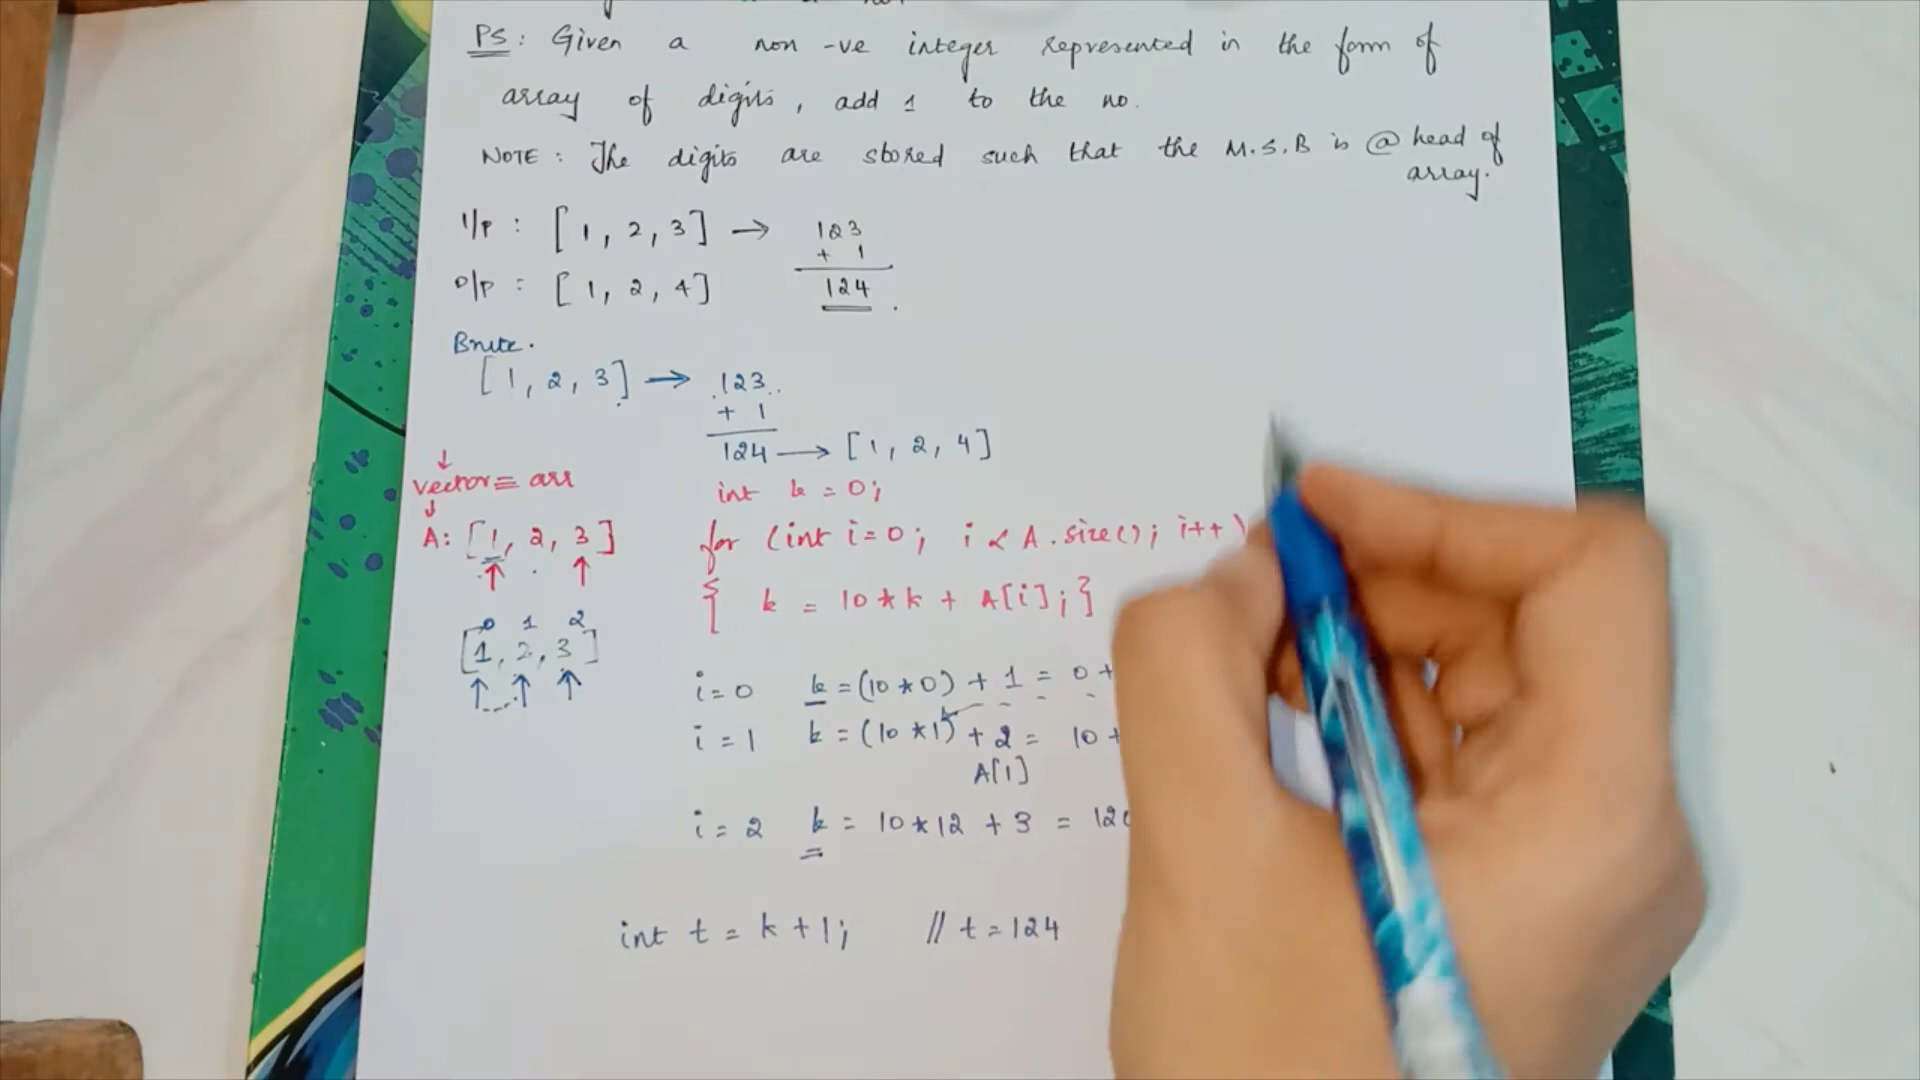 PS: Given a non -ve integer represented in the form of
array of digits, add 1 to the no.
NOTE: The digits are stored such that the M.S.B is @ head of
array.
I/p : [1, 2, 3] → 123
+ 1
O/p : [1, 2, 4] 124
Brute.
[1, 2, 3] → 123
+ 1
124 → [1, 2, 4]
↓
vector ≡ arr
↓
A: [1, 2, 3]
int k = 0;
for (int i=0; i < A.size(); i++)
{ k = 10*k + A[i];}
0 1 2
[1, 2, 3]
i=0 k = (10*0) + 1 = 0+
i=1 k = (10*1) + 2 = 10+
A[1]
i=2 k = 10*12 + 3 =
int t = k+1; // t=124